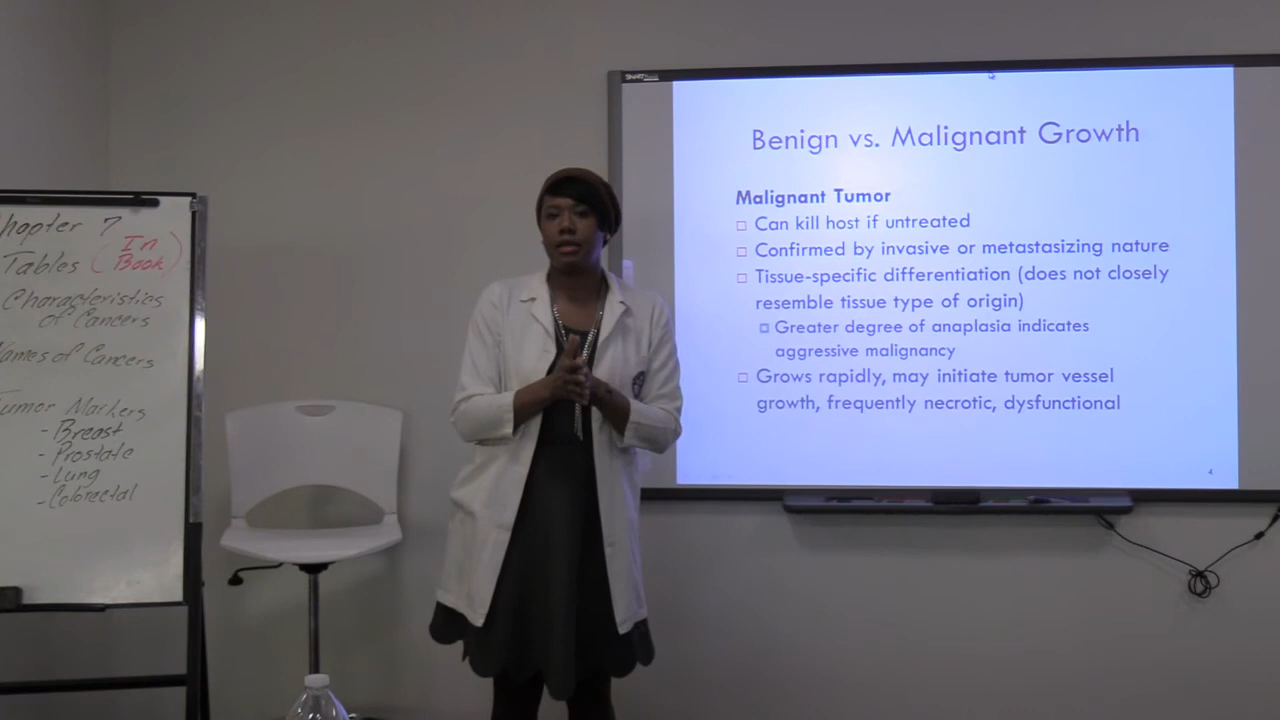 Chapter 7
Tables (In Book)
Characteristics
of Cancers
Names of Cancers
Tumor Markers
- Breast
- Prostate
- Lung
- Colorectal
SMART
Benign vs. Malignant Growth
Malignant Tumor
Can kill host if untreated
Confirmed by invasive or metastasizing nature
Tissue-specific differentiation (does not closely
resemble tissue type of origin)
Greater degree of anaplasia indicates
aggressive malignancy
Grows rapidly, may initiate tumor vessel
growth, frequently necrotic, dysfunctional
4